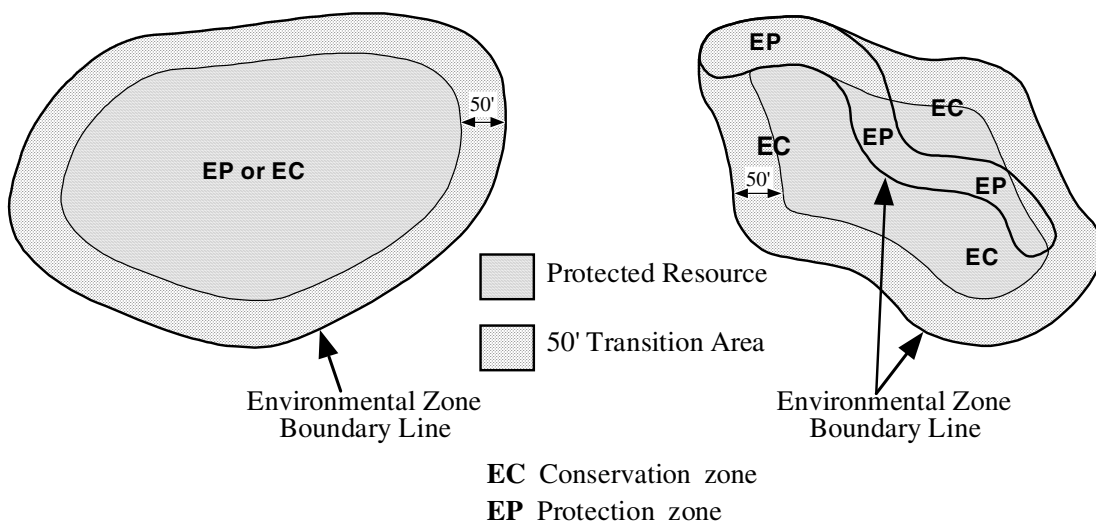 50'
EP or EC
Environmental Zone
Boundary Line
EP
EC
EP
EC
50'
EP
EC
Protected Resource
50' Transition Area
Environmental Zone
Boundary Line
EC Conservation zone
EP Protection zone